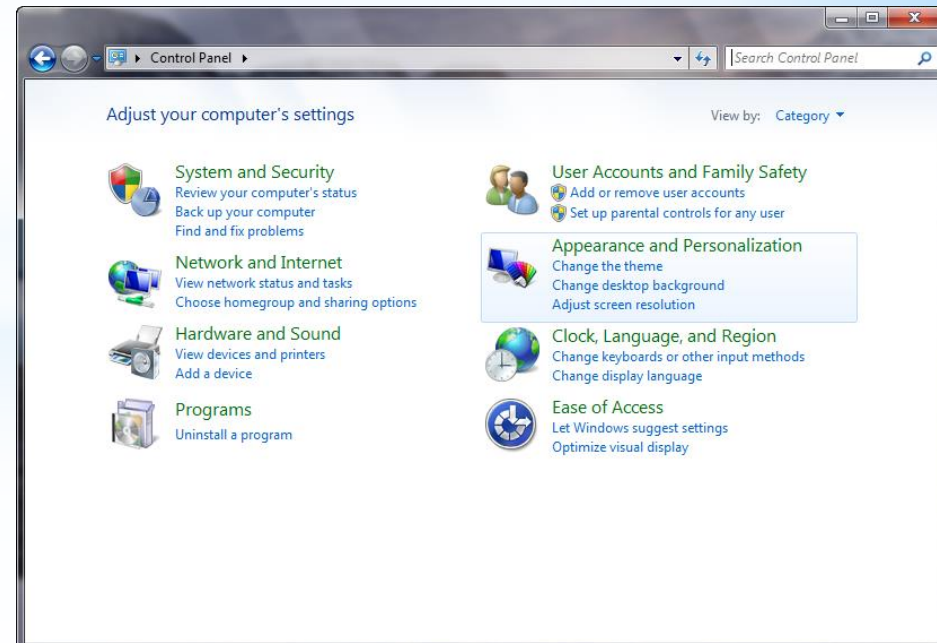 Control Panel
Search Control Panel
Adjust your computer's settings
View by: Category
System and Security
Review your computer's status
Back up your computer
Find and fix problems
Network and Internet
View network status and tasks
Choose homegroup and sharing options
Hardware and Sound
View devices and printers
Add a device
Programs
Uninstall a program
User Accounts and Family Safety
Add or remove user accounts
Set up parental controls for any user
Appearance and Personalization
Change the theme
Change desktop background
Adjust screen resolution
Clock, Language, and Region
Change keyboards or other input methods
Change display language
Ease of Access
Let Windows suggest settings
Optimize visual display